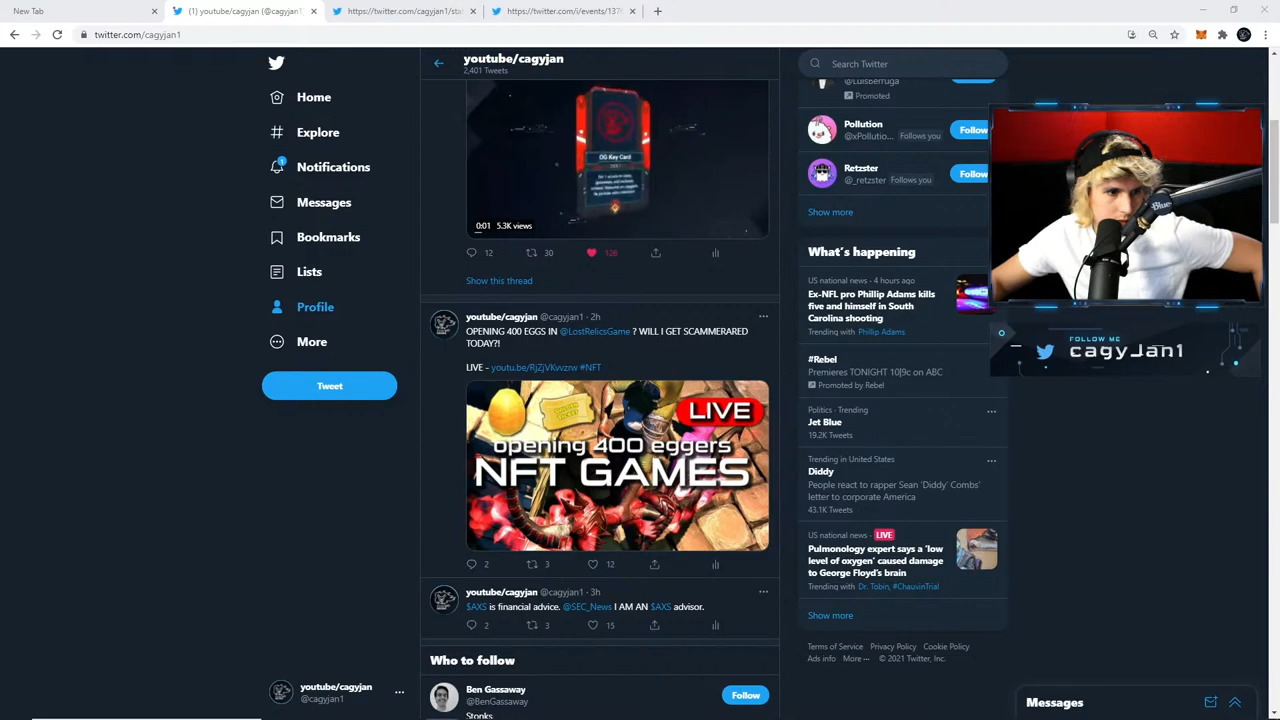 New Tab
(1) youtube/cagyjan (@cagyjan1
https://twitter.com/cagyjan1/sta
https://twitter.com/i/events/137
twitter.com/cagyjan1
youtube/cagyjan
2,401 Tweets
Home
Explore
1
Notifications
Messages
Bookmarks
Lists
Profile
More
Tweet
youtube/cagyjan
@cagyjan1
OG Key Card
0:01 5.3K views
12 30 126
Show this thread
youtube/cagyjan @cagyjan1 · 2h
OPENING 400 EGGS IN @LostRelicsGame ? WILL I GET SCAMMERARED
TODAY?!
LIVE - youtu.be/RjZjVKvvzrw #NFT
LIVE
opening 400 eggers
NFT GAMES
2 3 12
youtube/cagyjan @cagyjan1 · 3h
$AXS is financial advice. @SEC_News I AM AN $AXS advisor.
2 3 15
Who to follow
Ben Gassaway
@BenGassaway
Stonks.
Follow
Search Twitter
@LuisBerruga
Promoted
Pollution
@xPollutio... Follows you
Follow
Retzster
@_retzster Follows you
Follow
Show more
What's happening
US national news · 4 hours ago
Ex-NFL pro Phillip Adams kills
five and himself in South
Carolina shooting
Trending with Phillip Adams
#Rebel
Premieres TONIGHT 10|9c on ABC
Promoted by Rebel
Politics · Trending
Jet Blue
19.2K Tweets
Trending in United States
Diddy
People react to rapper Sean 'Diddy' Combs'
letter to corporate America
43.1K Tweets
US national news · LIVE
Pulmonology expert says a 'low
level of oxygen' caused damage
to George Floyd's brain
Trending with Dr. Tobin, #ChauvinTrial
Show more
Terms of Service Privacy Policy Cookie Policy
Ads info More ··· © 2021 Twitter, Inc.
Blue
FOLLOW ME
cagyJan1
Messages